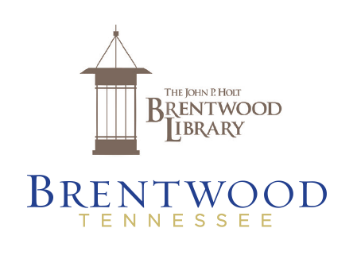 THE JOHN P. HOLT
BRENTWOOD
LIBRARY
BRENTWOOD
TENNESSEE